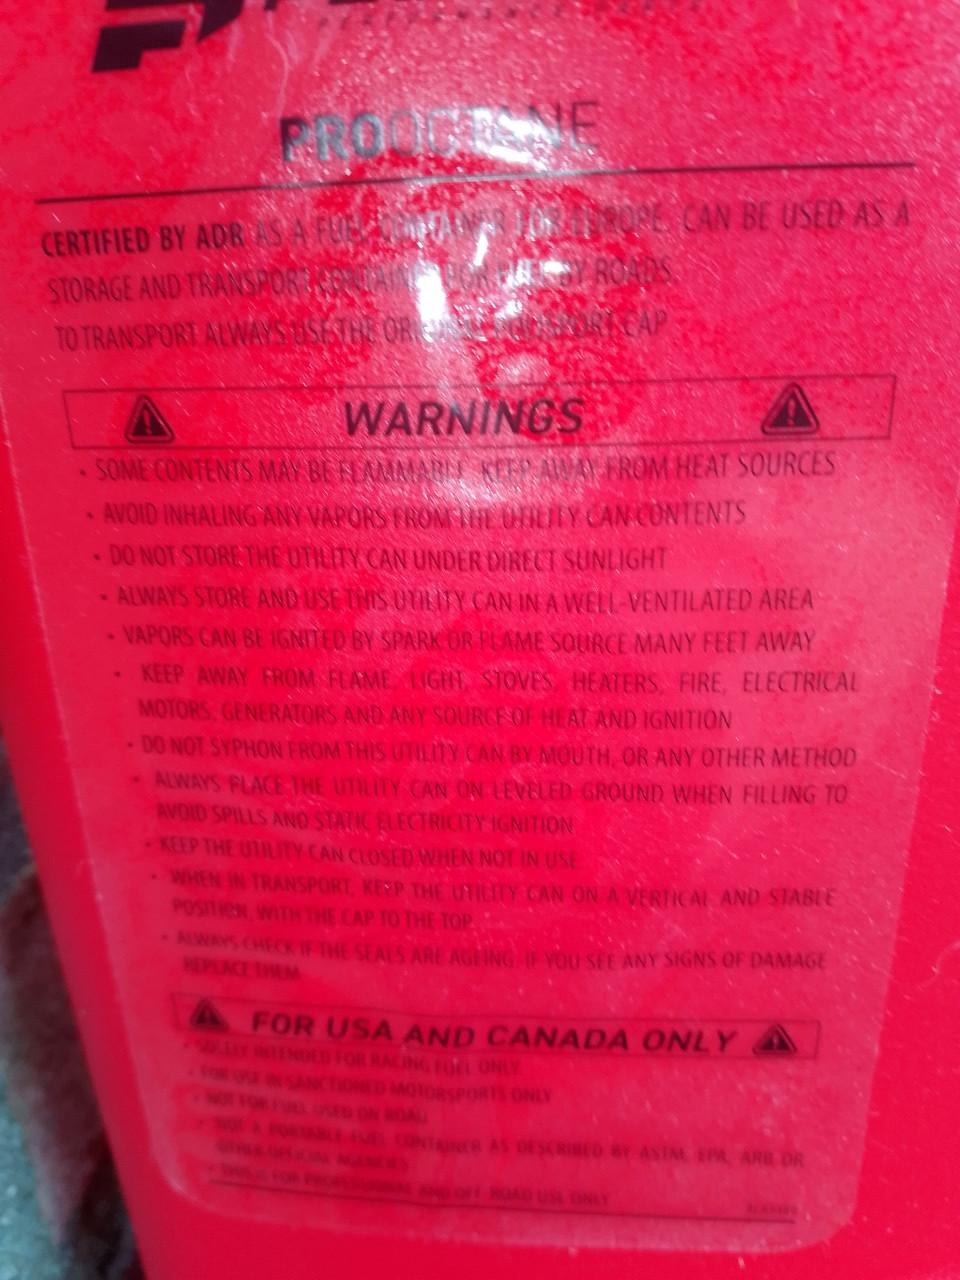 PROOCTANE
CERTIFIED BY ADR AS A FUEL CONTAINER FOR EUROPE. CAN BE USED AS A
STORAGE AND TRANSPORT CONTAINER FOR FUEL BY ROADS.
TO TRANSPORT ALWAYS USE THE ORIGINAL POLISPORT CAP
WARNINGS
• SOME CONTENTS MAY BE FLAMMABLE. KEEP AWAY FROM HEAT SOURCES
• AVOID INHALING ANY VAPORS FROM THE UTILITY CAN CONTENTS
• DO NOT STORE THE UTILITY CAN UNDER DIRECT SUNLIGHT
• ALWAYS STORE AND USE THIS UTILITY CAN IN A WELL-VENTILATED AREA
• VAPORS CAN BE IGNITED BY SPARK OR FLAME SOURCE MANY FEET AWAY
• KEEP AWAY FROM FLAME, LIGHT, STOVES, HEATERS, FIRE, ELECTRICAL
MOTORS, GENERATORS AND ANY SOURCE OF HEAT AND IGNITION
• DO NOT SYPHON FROM THIS UTILITY CAN BY MOUTH, OR ANY OTHER METHOD
• ALWAYS PLACE THE UTILITY CAN ON LEVELED GROUND WHEN FILLING TO
AVOID SPILLS AND STATIC ELECTRICITY IGNITION
• KEEP THE UTILITY CAN CLOSED WHEN NOT IN USE
• WHEN IN TRANSPORT, KEEP THE UTILITY CAN ON A VERTICAL AND STABLE
POSITION, WITH THE CAP TO THE TOP
• ALWAYS CHECK IF THE SEALS ARE AGEING. IF YOU SEE ANY SIGNS OF DAMAGE
REPLACE THEM
FOR USA AND CANADA ONLY
• SOLELY INTENDED FOR RACING FUEL ONLY.
• FOR USE IN SANCTIONED MOTORSPORTS ONLY
• NOT FOR FUEL USED ON ROAD
• NOT A PORTABLE FUEL CONTAINER AS DESCRIBED BY ASTM, EPA, ARB OR
OTHER OFFICIAL AGENCIES
• THIS IS FOR PROFESSIONAL AND OFF ROAD USE ONLY